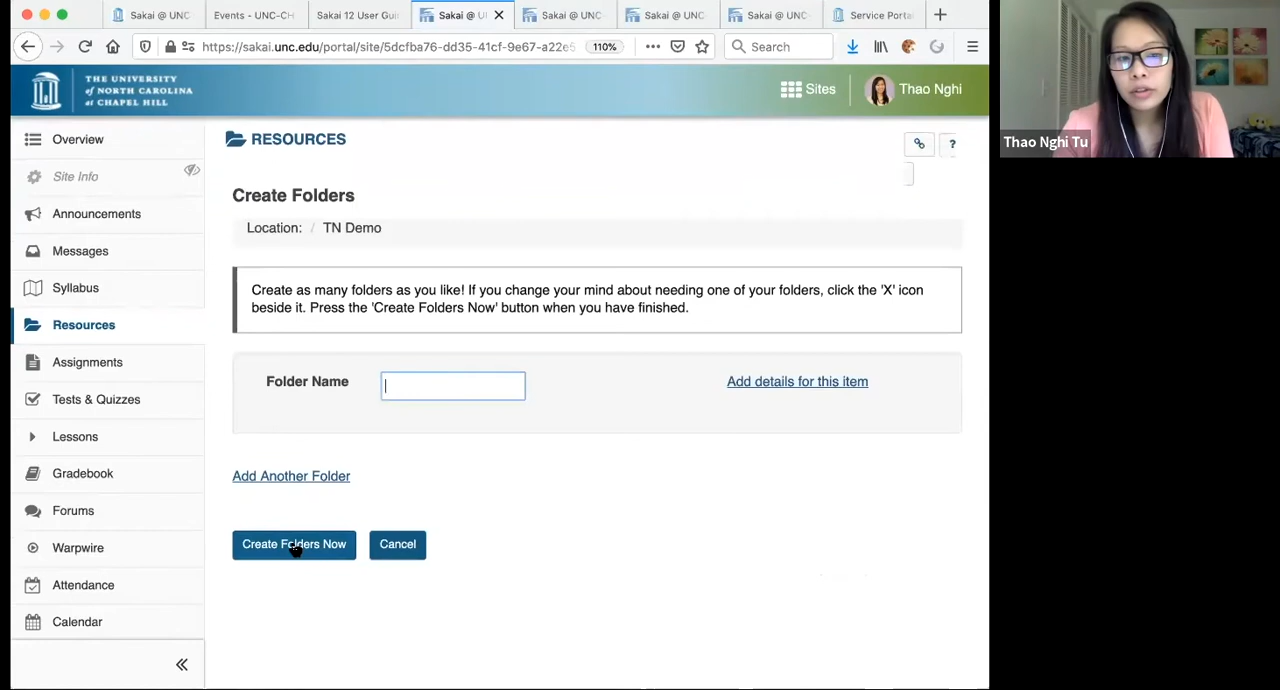 Sakai @ UNC
Events - UNC-CH
Sakai 12 User Gui
Sakai @ U
Sakai @ UNC
Sakai @ UNC
Sakai @ UNC
Service Porta
https://sakai.unc.edu/portal/site/5dcfba76-dd35-41cf-9e67-a22e5
110%
Search
THE UNIVERSITY
of NORTH CAROLINA
at CHAPEL HILL
Sites
Thao Nghi
Thao Nghi Tu
Overview
Site Info
Announcements
Messages
Syllabus
Resources
Assignments
Tests & Quizzes
Lessons
Gradebook
Forums
Warpwire
Attendance
Calendar
RESOURCES
?
Create Folders
Location: / TN Demo
Create as many folders as you like! If you change your mind about needing one of your folders, click the 'X' icon
beside it. Press the 'Create Folders Now' button when you have finished.
Folder Name
Add details for this item
Add Another Folder
Create Folders Now
Cancel